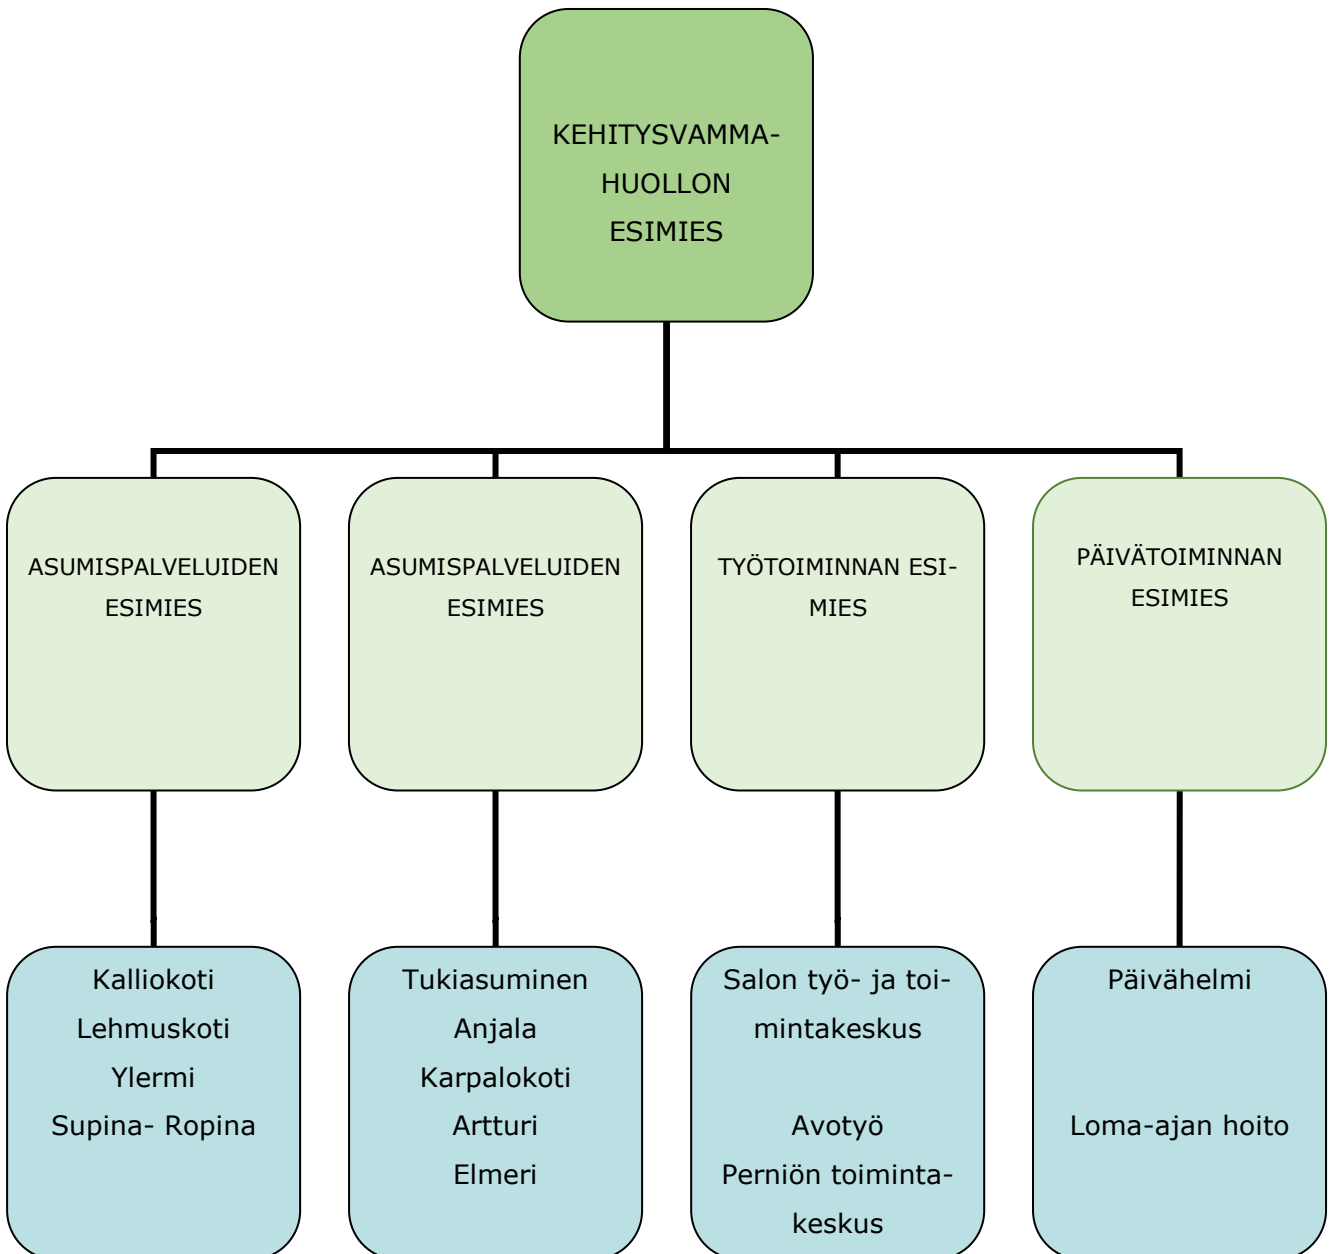 KEHITYSVAMMA-
HUOLLON
ESIMIES
ASUMISPALVELUIDEN
ESIMIES
ASUMISPALVELUIDEN
ESIMIES
TYÖTOIMINNAN ESI-
MIES
PÄIVÄTOIMINNAN
ESIMIES
Kalliokoti
Lehmuskoti
Ylermi
Supina- Ropina
Tukiasuminen
Anjala
Karpalokoti
Artturi
Elmeri
Salon työ- ja toi-
mintakeskus
Avotyö
Perniön toiminta-
keskus
Päivähelmi
Loma-ajan hoito